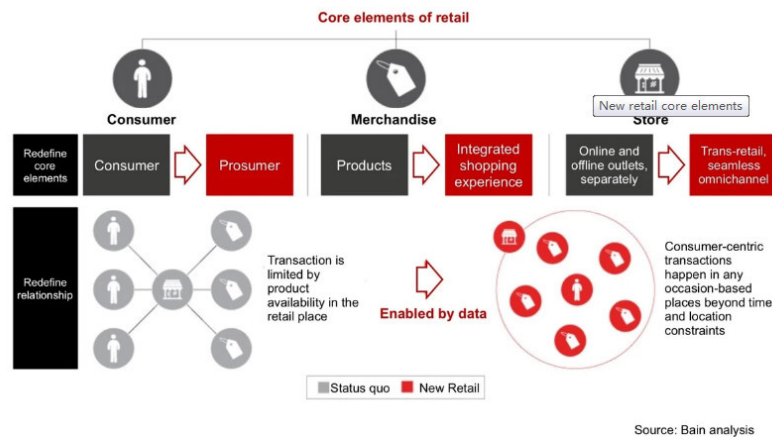 Core elements of retail
Consumer
Merchandise
Store
New retail core elements
Redefine
core
elements
Consumer
Prosumer
Products
Integrated
shopping
experience
Online and
offline outlets,
separately
Trans-retail,
seamless
omnichannel
Redefine
relationship
Transaction is
limited by
product
availability in the
retail place
Enabled by data
Consumer-centric
transactions
happen in any
occasion-based
places beyond time
and location
constraints
Status quo
New Retail
Source: Bain analysis